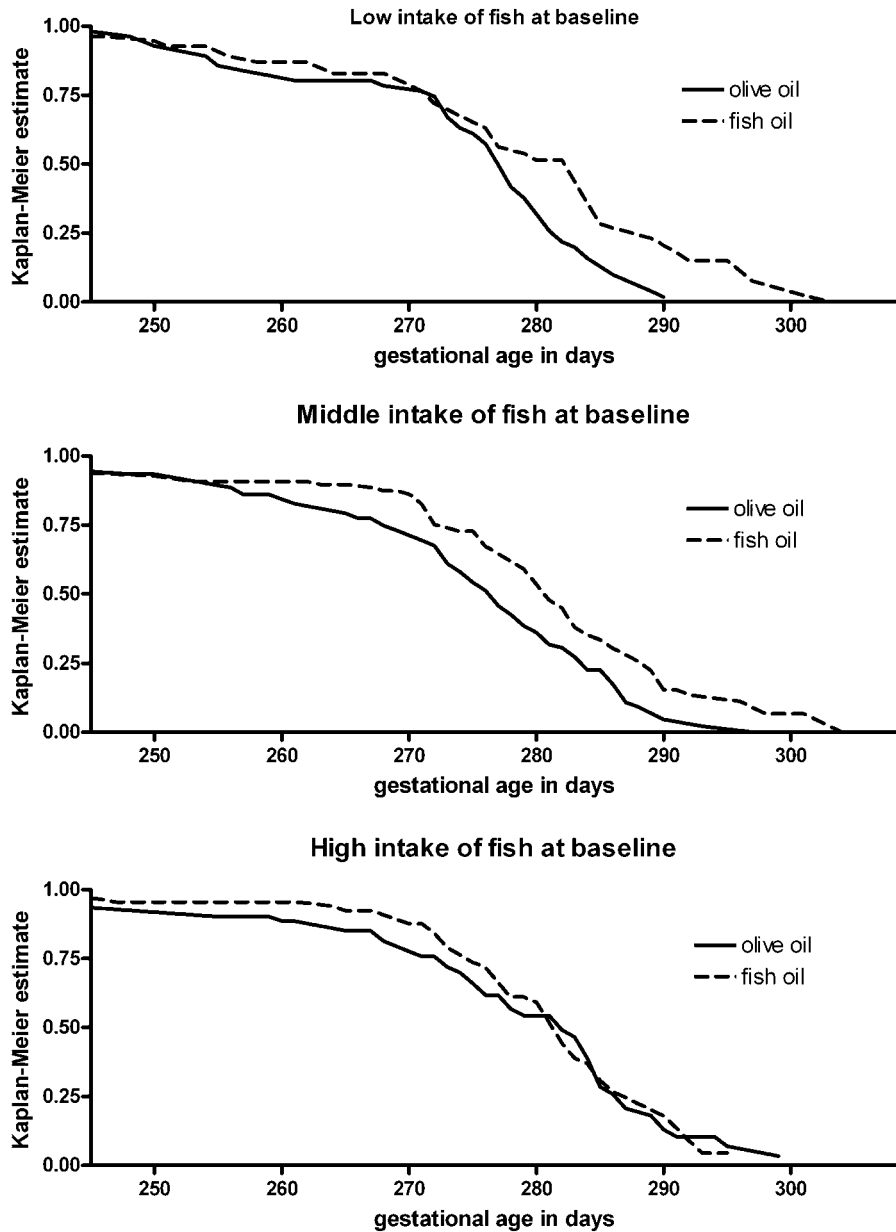 Low intake of fish at baseline
1.00
0.75
0.50
0.25
0.00
Kaplan-Meier estimate
olive oil
fish oil
250 260 270 280 290 300
gestational age in days
Middle intake of fish at baseline
1.00
0.75
0.50
0.25
0.00
Kaplan-Meier estimate
olive oil
fish oil
250 260 270 280 290 300
gestational age in days
High intake of fish at baseline
1.00
0.75
0.50
0.25
0.00
Kaplan-Meier estimate
olive oil
fish oil
250 260 270 280 290 300
gestational age in days